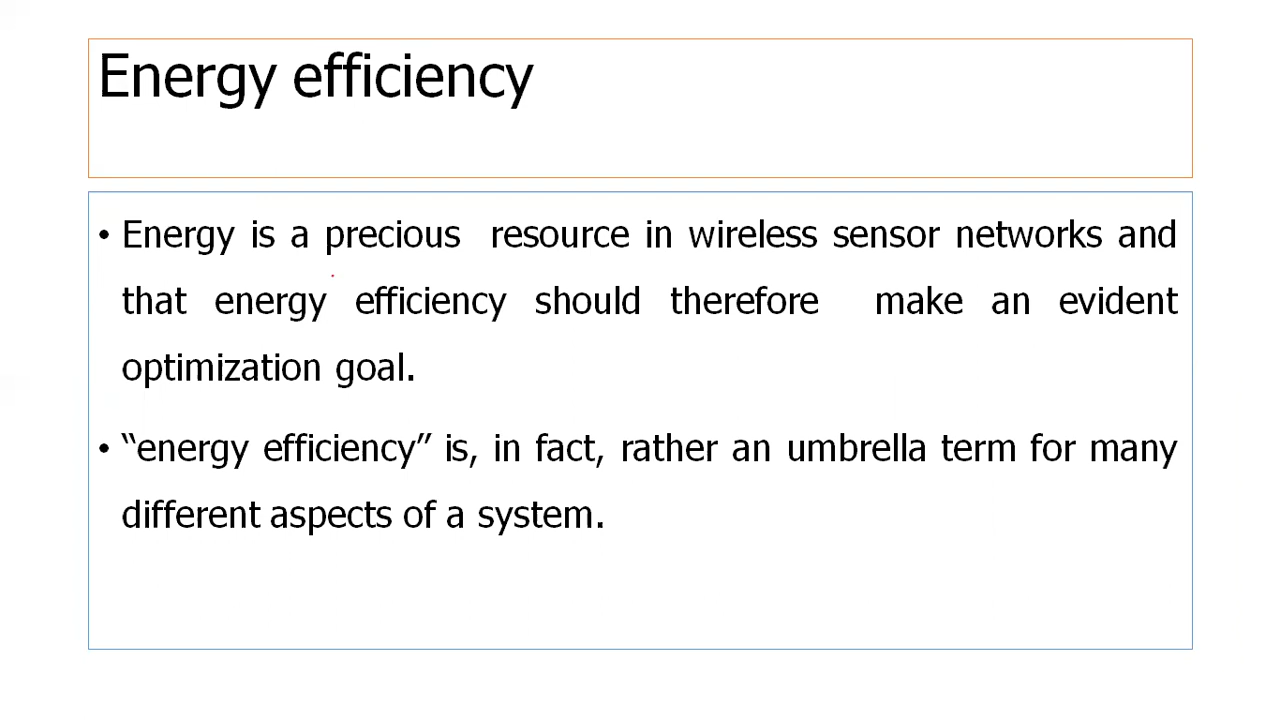 Energy efficiency
• Energy is a precious resource in wireless sensor networks and
that energy efficiency should therefore make an evident
optimization goal.
• “energy efficiency” is, in fact, rather an umbrella term for many
different aspects of a system.